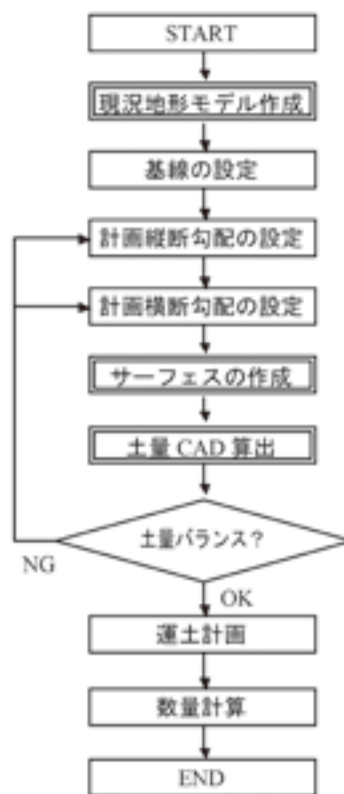 START
現況地形モデル作成
基線の設定
計画縦断勾配の設定
計画横断勾配の設定
サーフェスの作成
土量 CAD 算出
土量バランス?
NG
OK
運土計画
数量計算
END